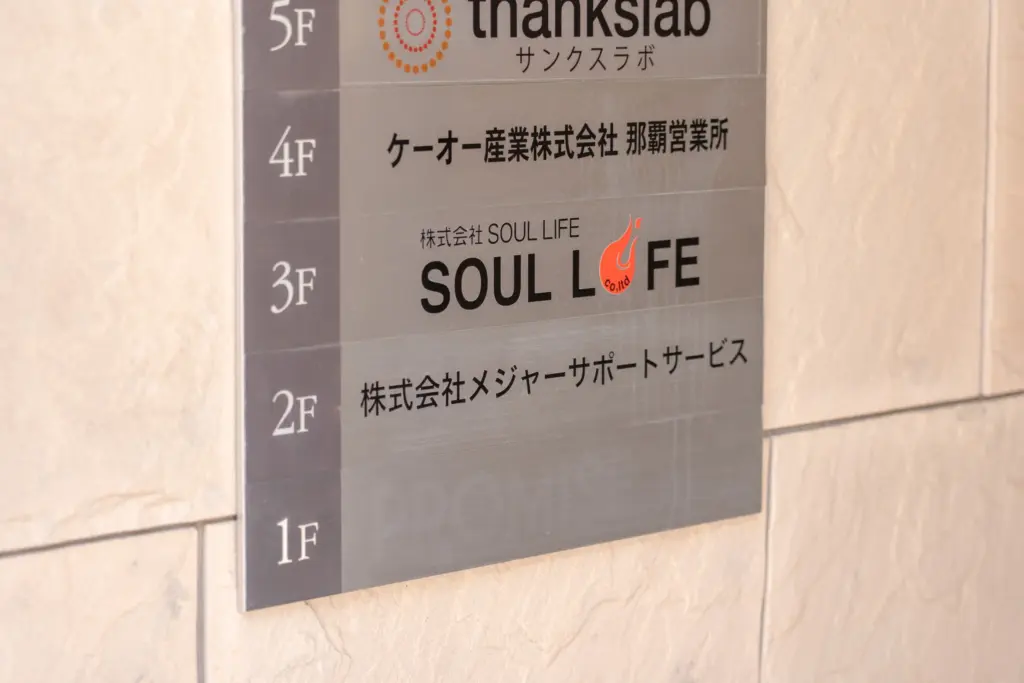 5F
thankslab
サンクスラボ
4F
ケーオー産業株式会社 那覇営業所
3F
株式会社 SOUL LIFE
SOUL LIFE
co.ltd
2F
株式会社メジャーサポートサービス
1F